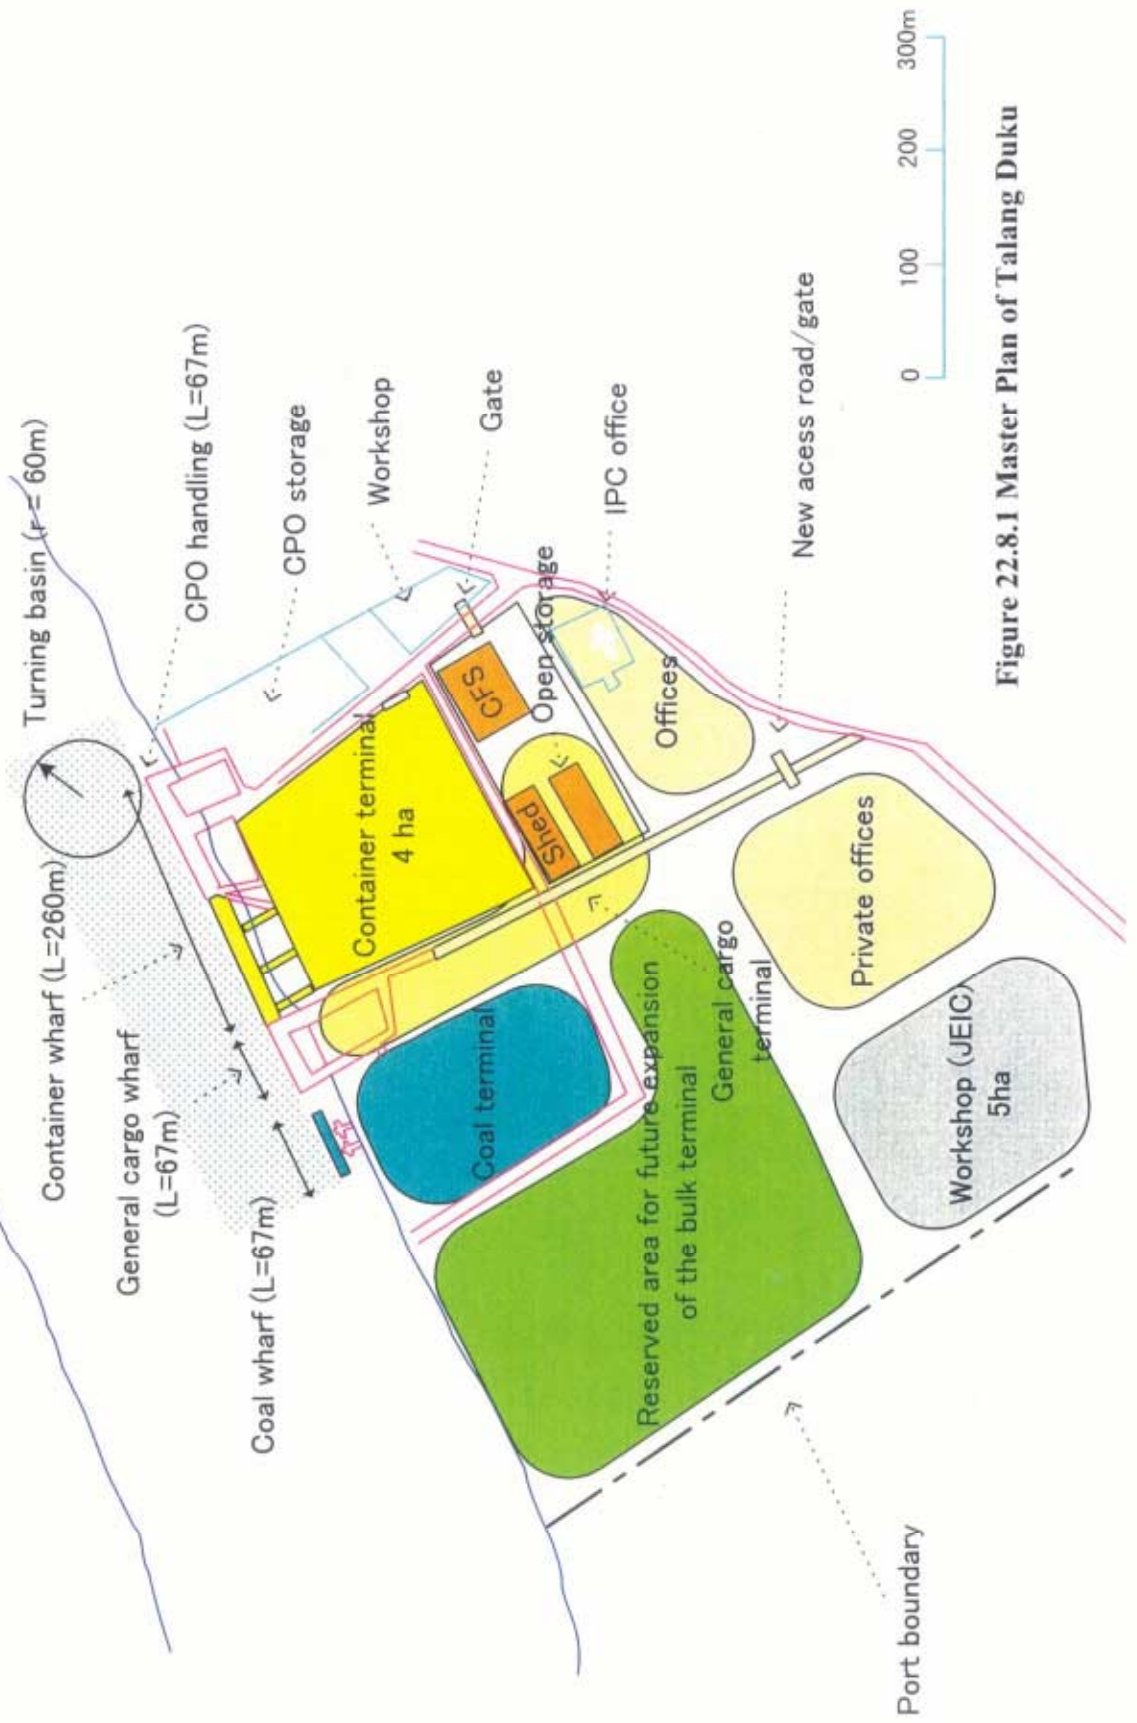 Turning basin (r = 60m)
Container wharf (L=260m)
CPO handling (L=67m)
General cargo wharf
(L=67m)
CPO storage
Coal wharf (L=67m)
Workshop
Gate
Container terminal
4 ha
CFS
Open storage
IPC office
Shed
Offices
Coal terminal
General cargo
terminal
Reserved area for future expansion
of the bulk terminal
New acess road/gate
Private offices
Workshop (JEIC)
5ha
Port boundary
0 100 200 300m
Figure 22.8.1 Master Plan of Talang Duku